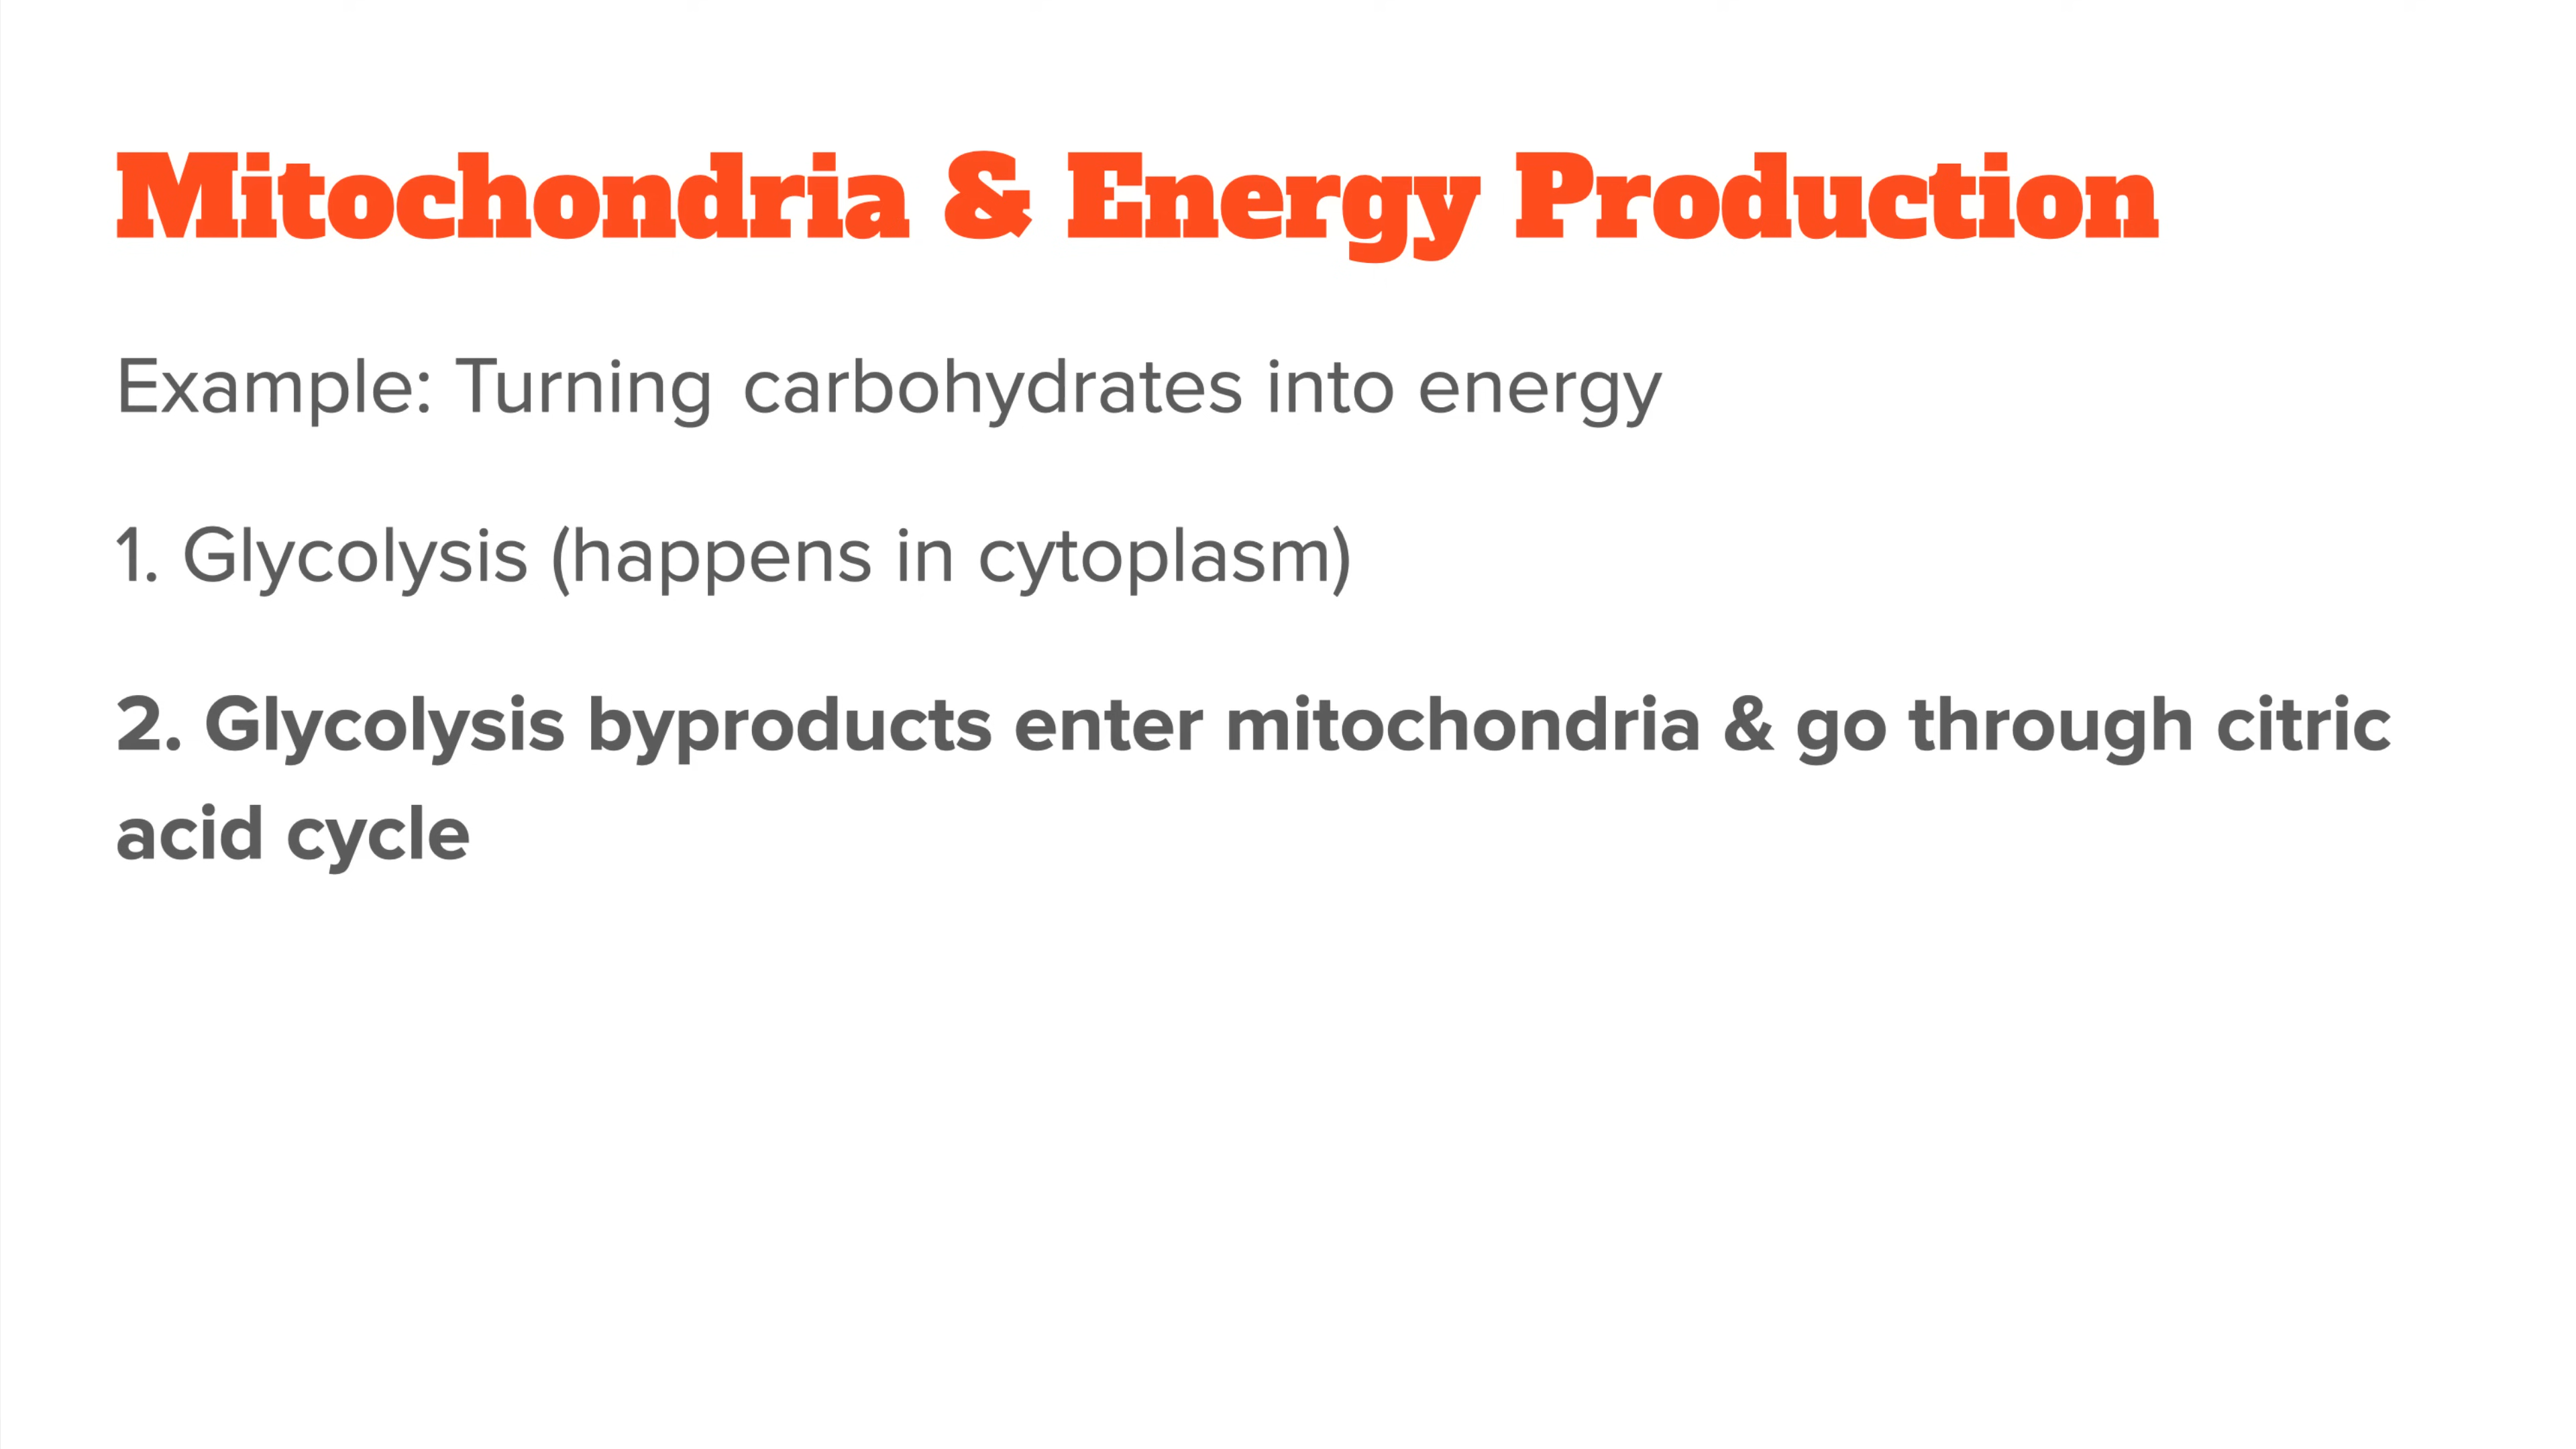 Mitochondria & Energy Production
Example: Turning carbohydrates into energy
1. Glycolysis (happens in cytoplasm)
2. Glycolysis byproducts enter mitochondria & go through citric
acid cycle